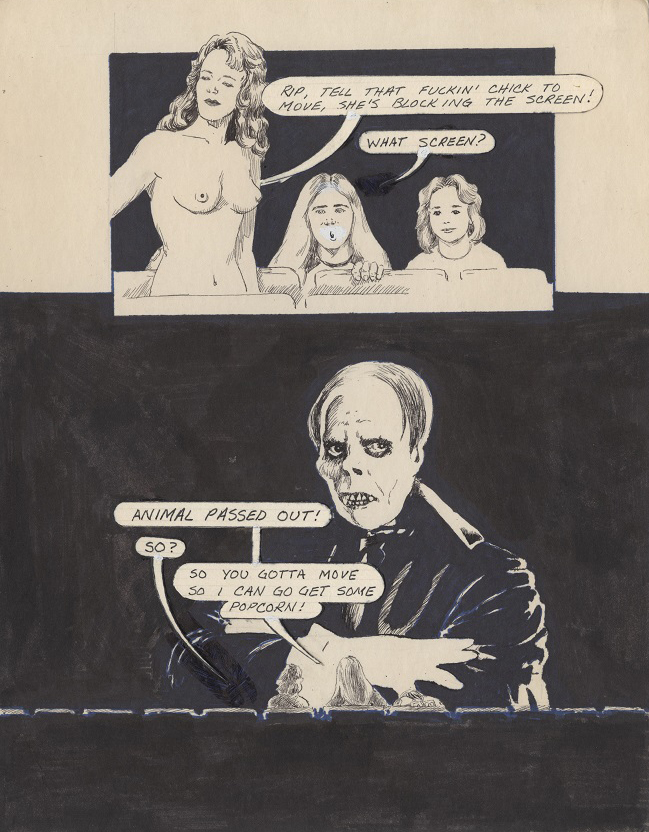 RIP, TELL THAT FUCKIN' CHICK TO
MOVE, SHE'S BLOCKING THE SCREEN!
WHAT SCREEN?
ANIMAL PASSED OUT!
SO?
SO YOU GOTTA MOVE
SO I CAN GO GET SOME
POPCORN!